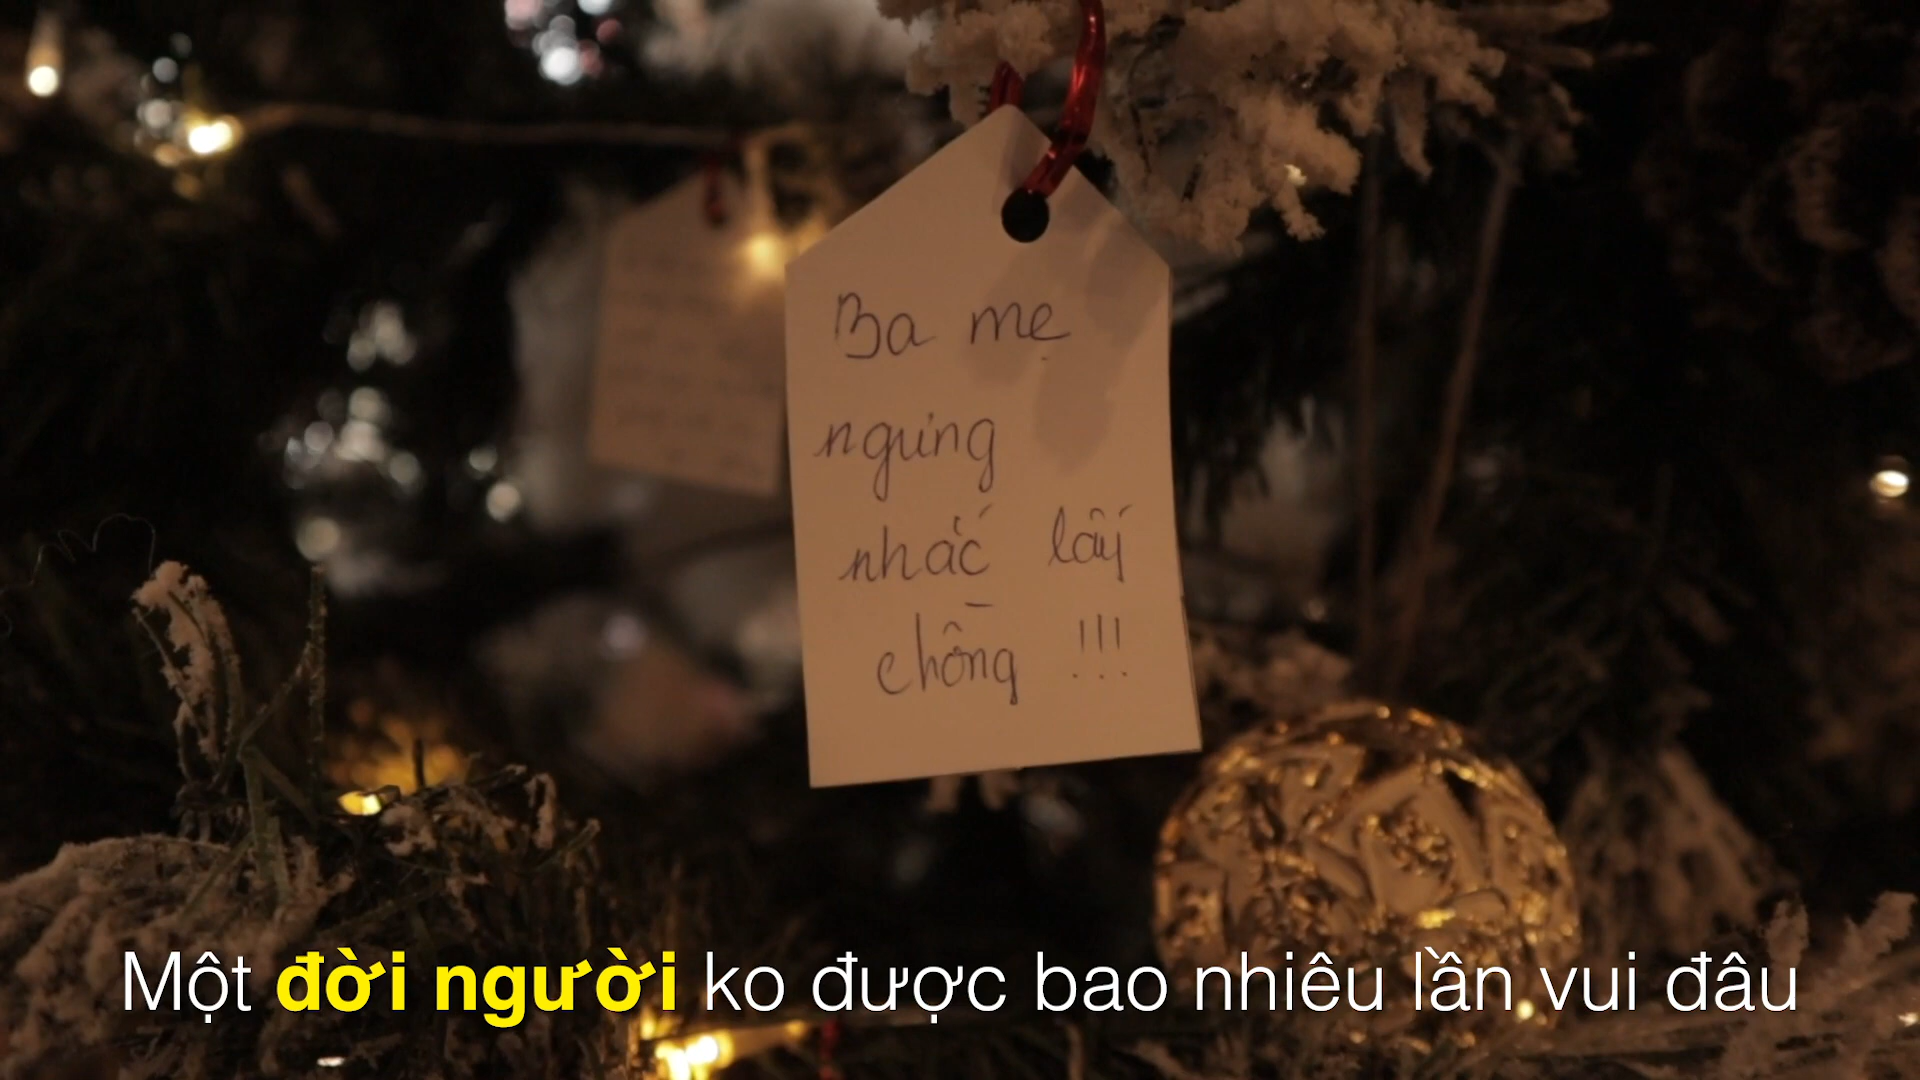 Ba mẹ
ngưng
nhắc lấy
chồng !!!
Một đời người ko được bao nhiêu lần vui đâu